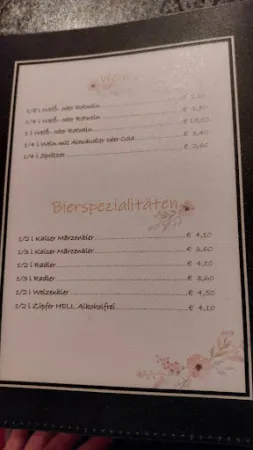 Wein
1/8 l Weiß- oder Rotwein
1/4 l Weiß- oder Rotwein
1 l Weiß- oder Rotwein
1/4 l Wein mit Almdudler oder Cola
1/4 l Spritzer
Bierspezialitäten
1/2 l Kaiser Märzenbier € 4,10
1/3 l Kaiser Märzenbier € 3,60
1/2 l Radler € 4,10
1/3 l Radler € 3,60
1/2 l Weizenbier € 4,50
1/2 l Zipfer HELL Alkoholfrei € 4,10